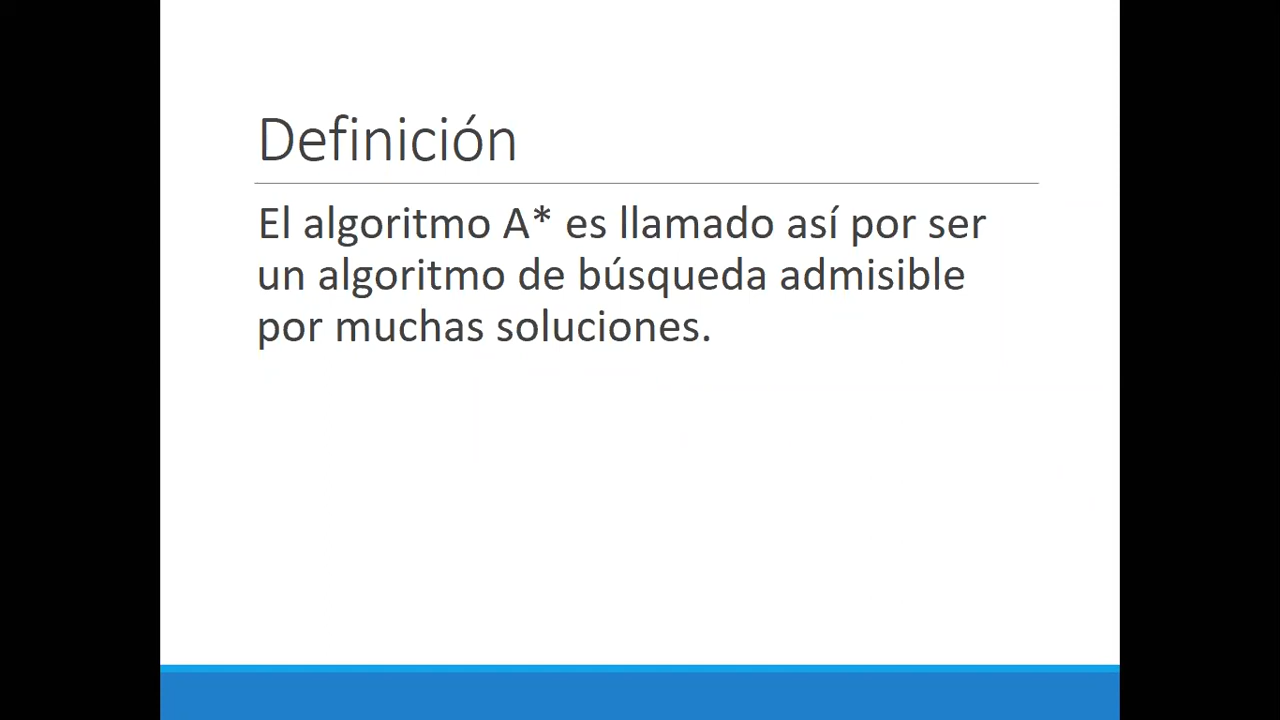 Definición
El algoritmo A* es llamado así por ser
un algoritmo de búsqueda admisible
por muchas soluciones.